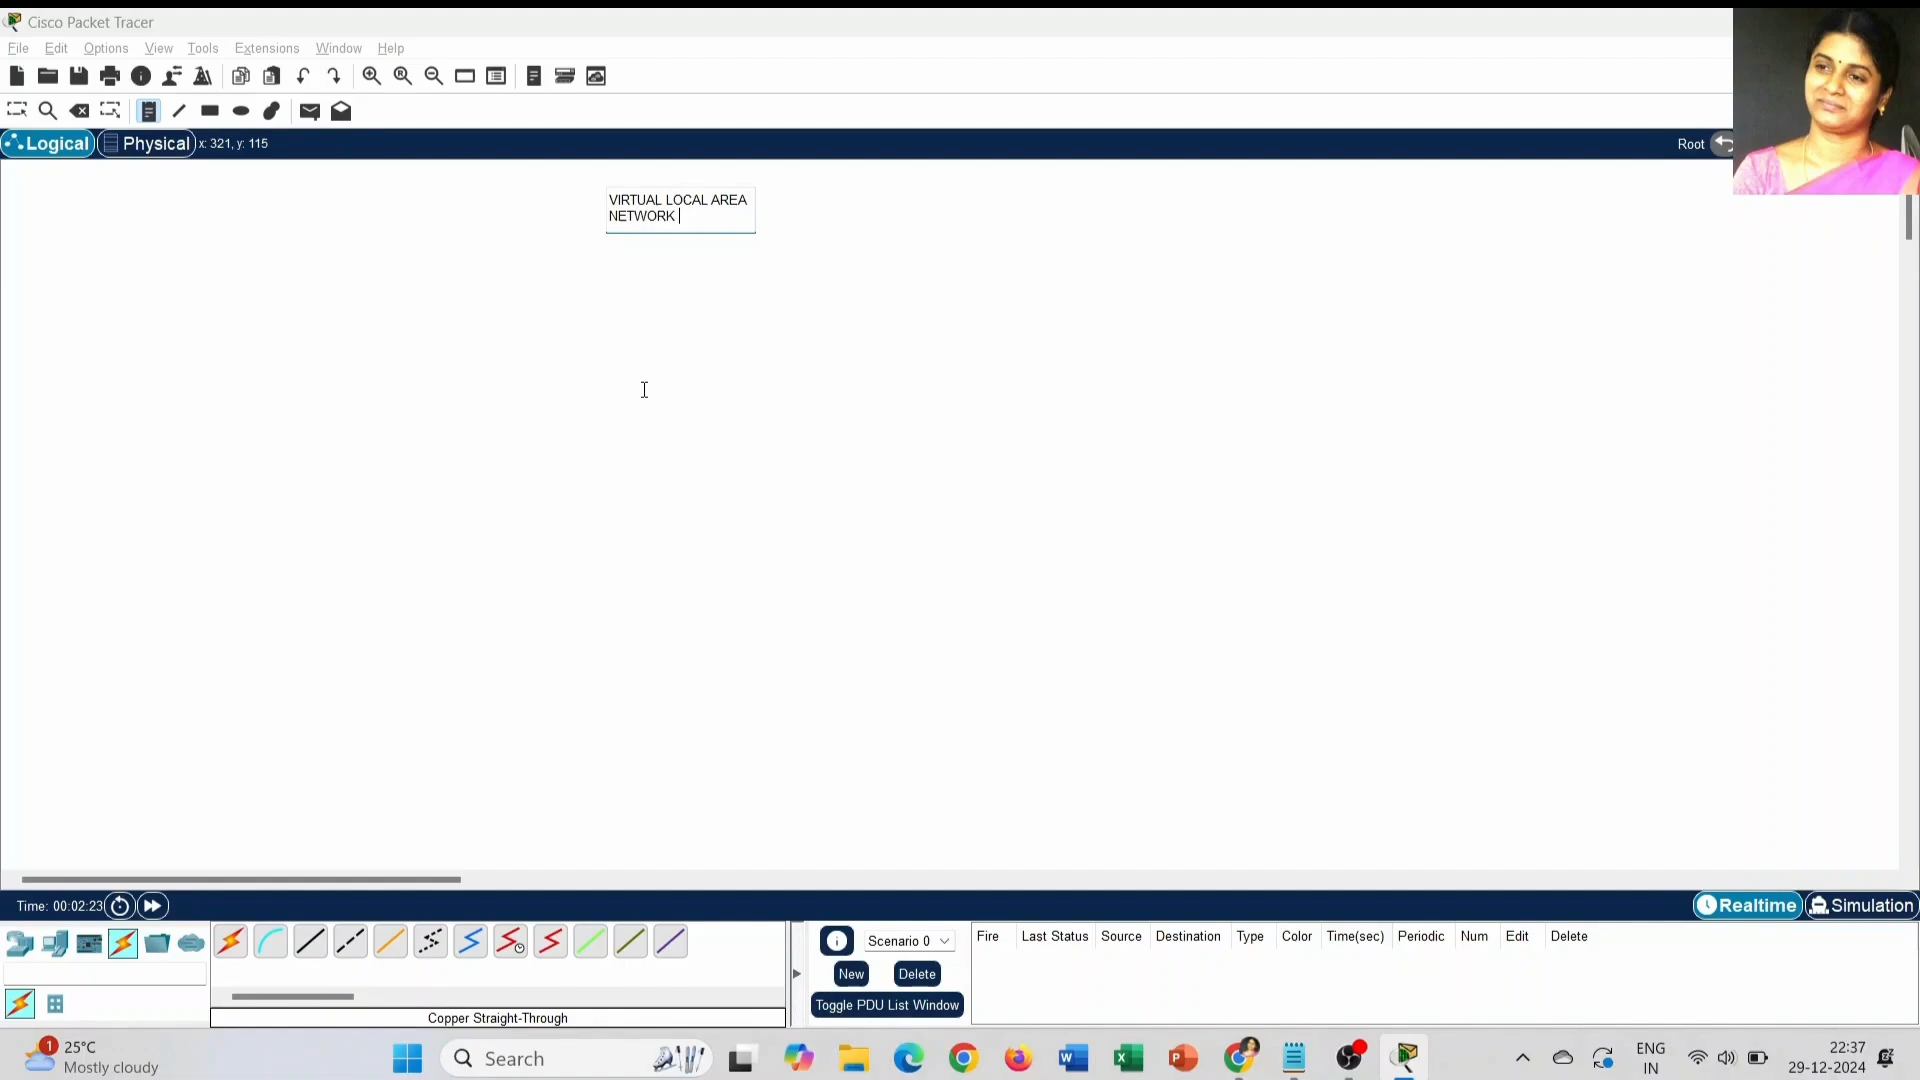 Cisco Packet Tracer
File Edit Options View Tools Extensions Window Help
Logical Physical x: 321, y: 115 Root
VIRTUAL LOCAL AREA
NETWORK
Time: 00:02:23 Realtime Simulation
Scenario 0 Fire Last Status Source Destination Type Color Time(sec) Periodic Num Edit Delete
New Delete
Toggle PDU List Window
Copper Straight-Through
1 25°C
Mostly cloudy
Search
ENG
IN
22:37
29-12-2024